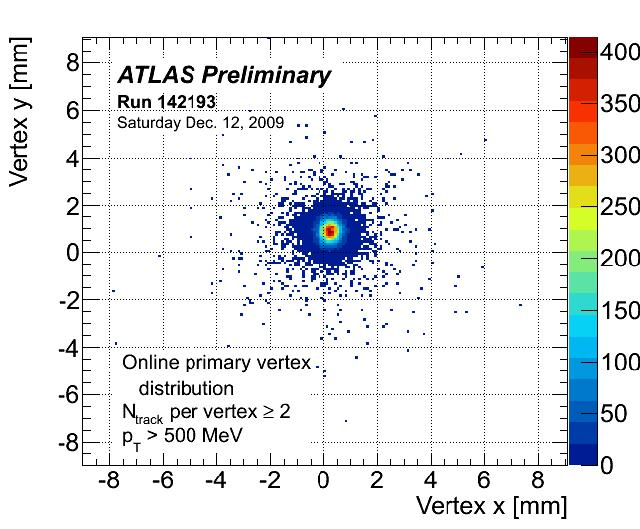 ATLAS Preliminary
Run 142193
Saturday Dec. 12, 2009
Vertex y [mm]
8
6
4
2
0
-2
-4
-6
-8
Online primary vertex
distribution
Ntrack per vertex ≥ 2
pT > 500 MeV
-8 -6 -4 -2 0 2 4 6 8
Vertex x [mm]
400
350
300
250
200
150
100
50
0